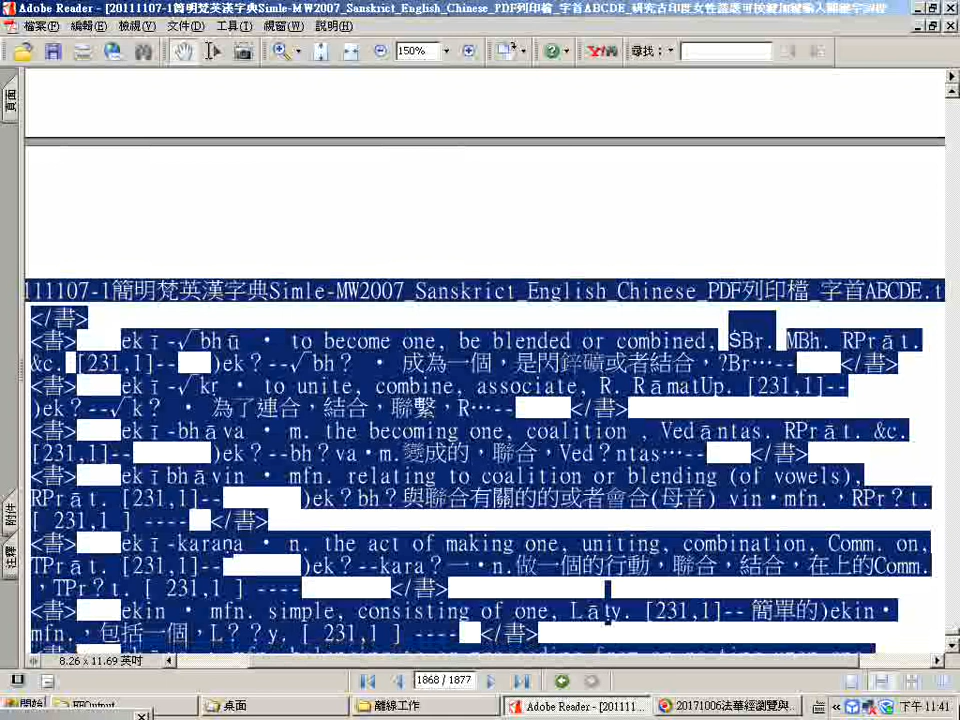 Adobe Reader - [20111107-1簡明梵英漢字典Simle-MW2007_Sanskrict_English_Chinese_PDF列印檔_字首ABCDE_研究古印度女性
檔案(F) 編輯(E) 檢視(V) 文件(D) 工具(T) 視窗(W) 說明(H)
150% 尋找:
頁面
附件
注釋
111107-1簡明梵英漢字典Simle-MW2007_Sanskrict_English_Chinese_PDF列印檔_字首ABCDE.t
</書>
<書> ekī-√bhū • to become one, be blended or combined, ŚBr. MBh. RPrāt.
&c. [231,1]-- )ek?--√bh? • 成為一個，是閃鋅礦或者結合，?Br…-- </書>
<書> ekī-√kṛ • to unite, combine, associate, R. RāmatUp. [231,1]--
)ek?--√k? • 為了連合，結合，聯繫，R…-- </書>
<書> ekī-bhāva • m. the becoming one, coalition , Vedāntas. RPrāt. &c.
[231,1]-- )ek?--bh?va•m.變成的，聯合，Ved?ntas…-- </書>
<書> ekībhāvin • mfn. relating to coalition or blending (of vowels),
RPrāt. [231,1]-- )ek?bh?與聯合有關的的或者會合(母音) vin•mfn.，RPr?t.
[ 231,1 ] ---- </書>
<書> ekī-karaṇa • n. the act of making one, uniting, combination, Comm. on,
TPrāt. [231,1]-- )ek?--kara?一•n.做一個的行動，聯合，結合，在上的Comm.
，TPr?t. [ 231,1 ] ---- </書>
<書> ekin • mfn. simple, consisting of one, Lāṭy. [231,1]-- 簡單的)ekin•
mfn.，包括一個，L??y. [ 231,1 ] ---- </書>
8.26 x 11.69 英吋
1868 / 1877
開始 FFOutput 桌面 離線工作 Adobe Reader - [2011... 20171006法華經瀏覽與... 下午 11:41